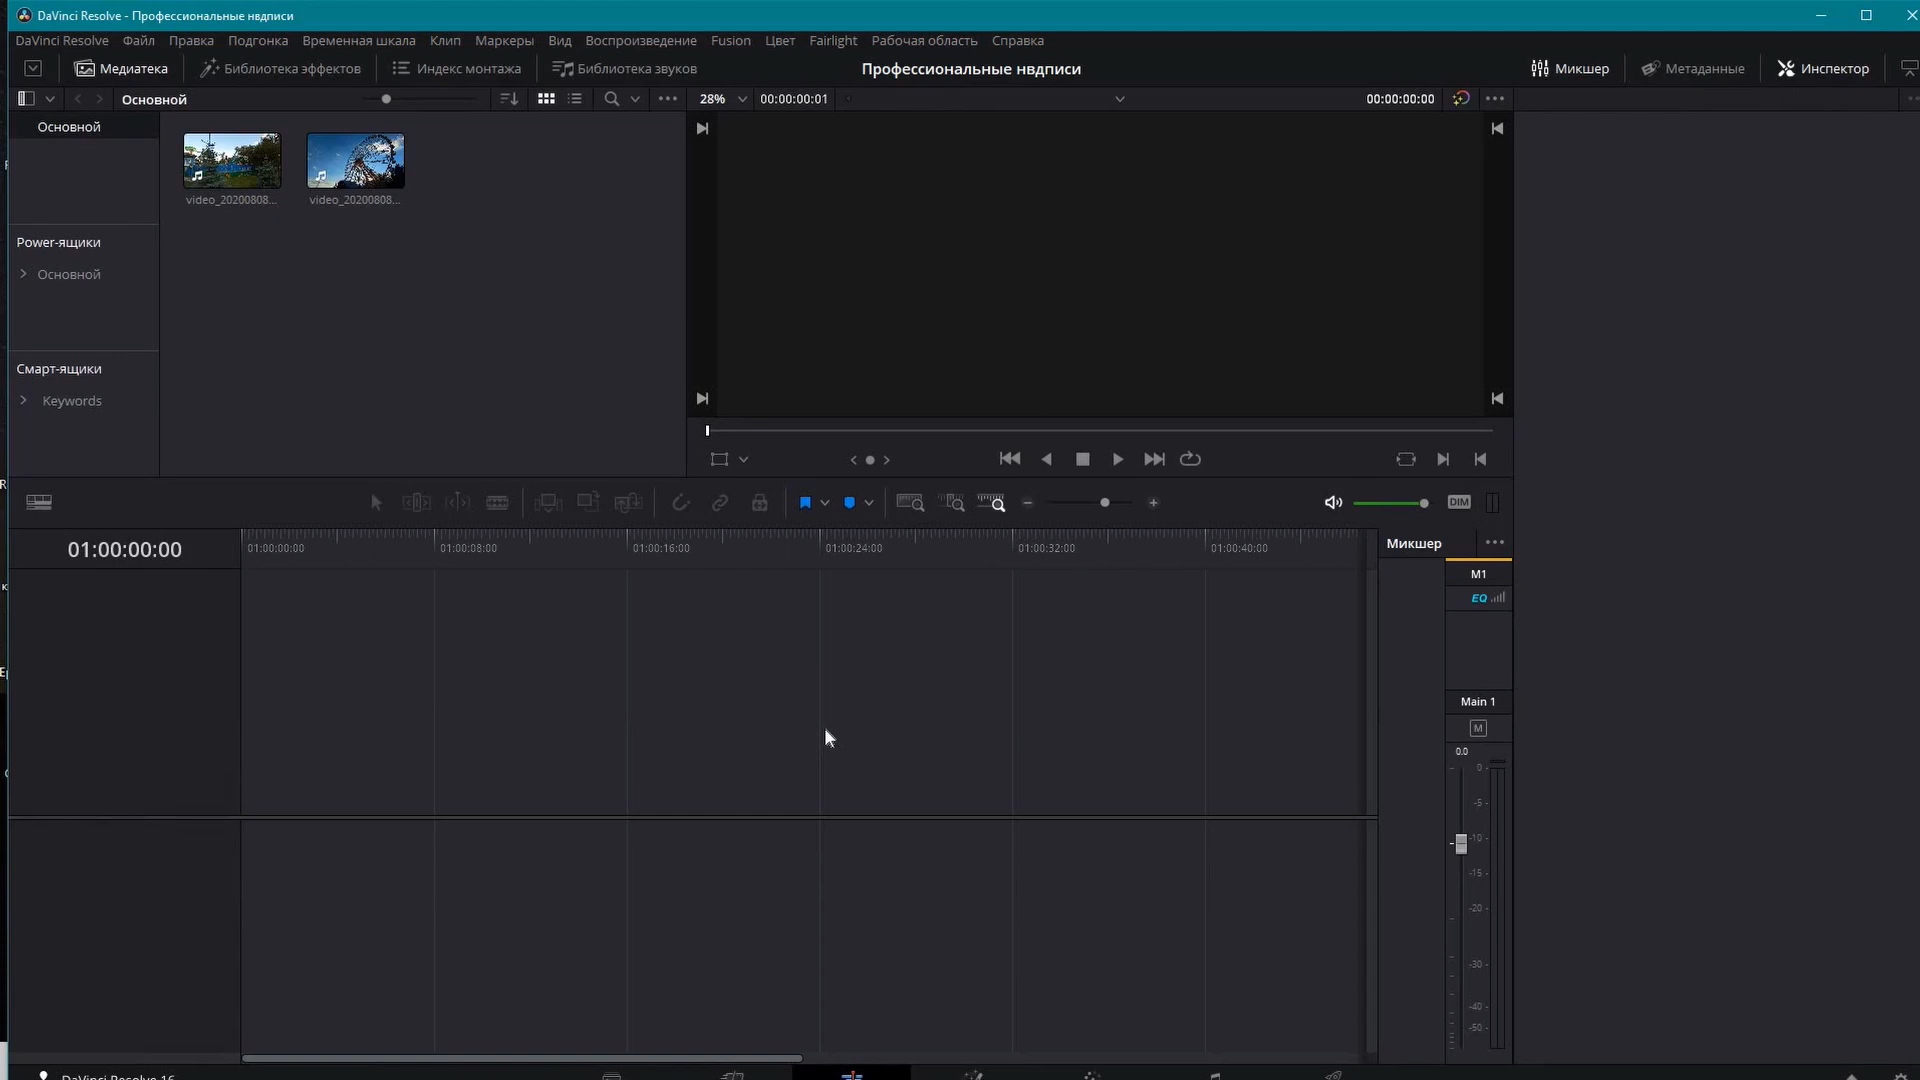 DaVinci Resolve - Профессиональные нвдписи
DaVinci Resolve Файл Правка Подгонка Временная шкала Клип Маркеры Вид Воспроизведение Fusion Цвет Fairlight Рабочая область Справка
Медиатека Библиотека эффектов Индекс монтажа Библиотека звуков Профессиональные нвдписи Микшер Метаданные Инспектор
Основной 28% 00:00:00:01 00:00:00:00
Основной
video_20200808... video_20200808...
Power-ящики
Основной
Смарт-ящики
Keywords
DIM
01:00:00:00 01:00:00:00 01:00:08:00 01:00:16:00 01:00:24:00 01:00:32:00 01:00:40:00 Микшер
M1
EQ
Main 1
M
0.0
0
-5
-10
-15
-20
-30
-40
-50
DaVinci Resolve 16